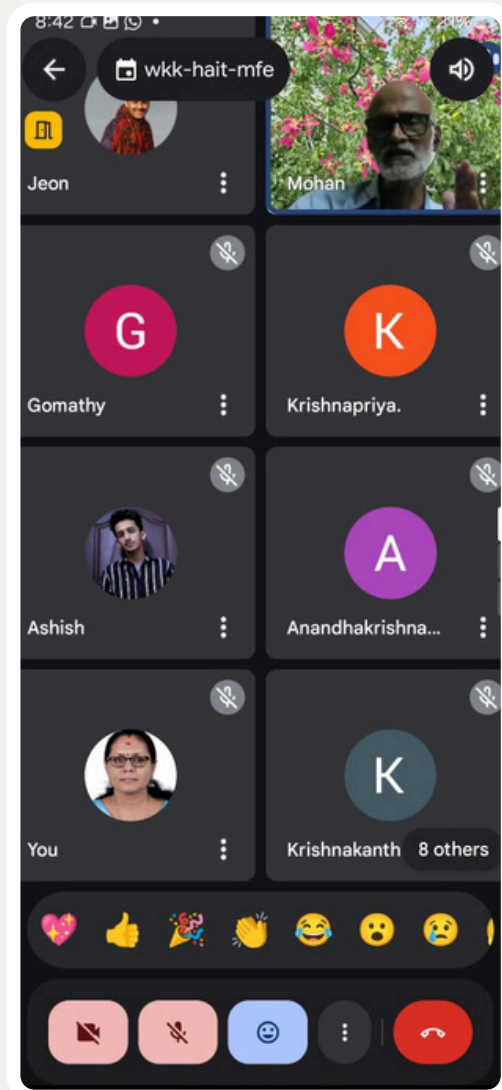 8:42
wkk-hait-mfe
Jeon
Mohan
G
K
Gomathy
Krishnapriya.
A
Ashish
Anandhakrishna...
K
You
Krishnakanth
8 others